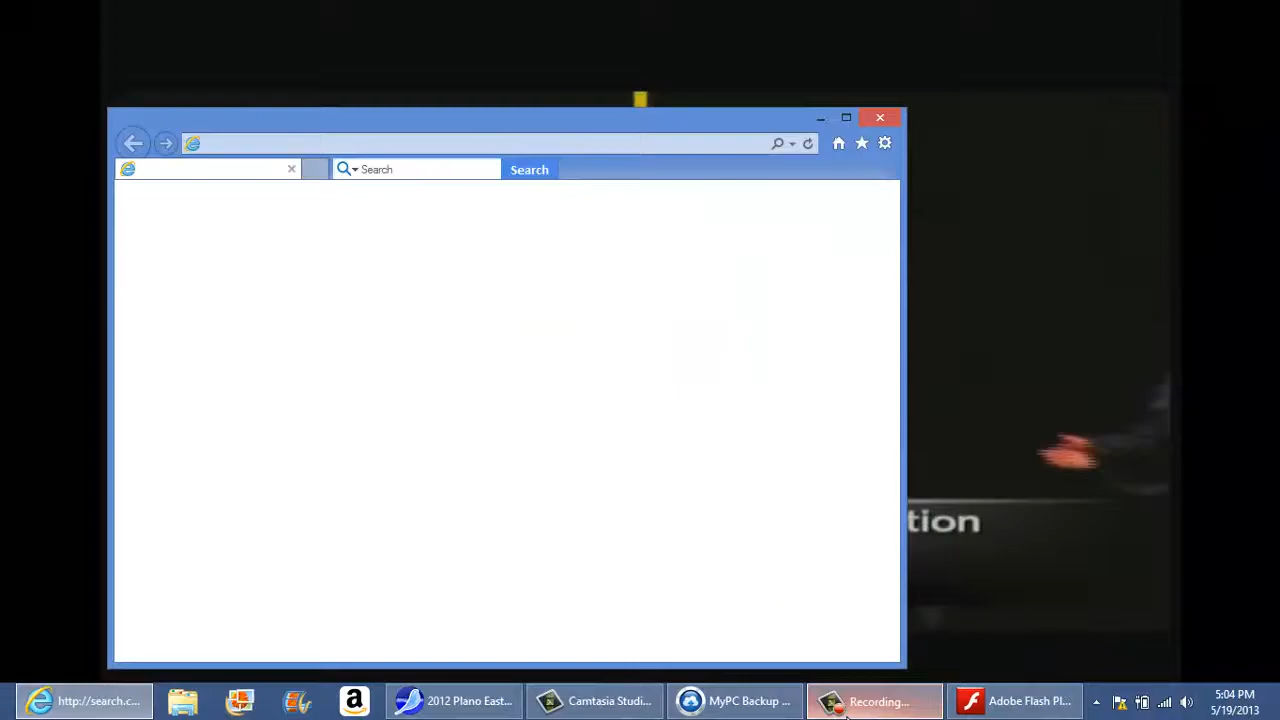 Search
Search
tion
http://search.c...
2012 Plano East...
Camtasia Studi...
MyPC Backup ...
Recording...
Adobe Flash Pl...
5:04 PM
5/19/2013